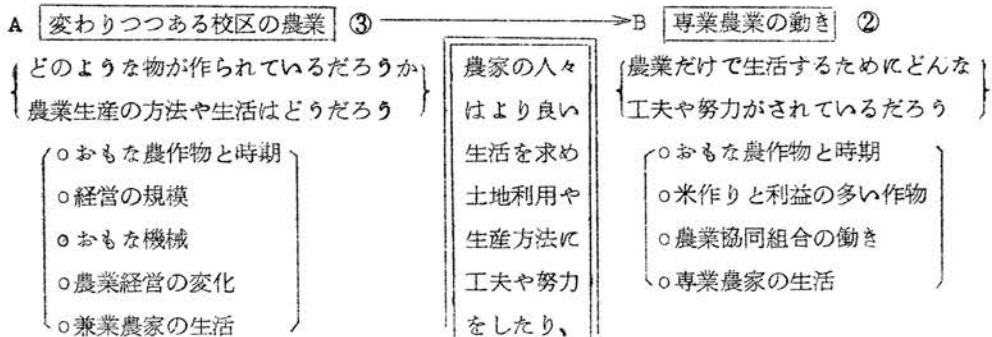 A 変わりつつある校区の農業 ③
どのような物が作られているだろうか
農業生産の方法や生活はどうだろう
○おもな農作物と時期
○経営の規模
○おもな機械
○農業経営の変化
○兼業農家の生活
農家の人々
はより良い
生活を求め
土地利用や
生産方法に
工夫や努力
をしたり、
B 専業農業の動き ②
農業だけで生活するためにどんな
工夫や努力がされているだろう
○おもな農作物と時期
○米作りと利益の多い作物
○農業協同組合の働き
○専業農家の生活